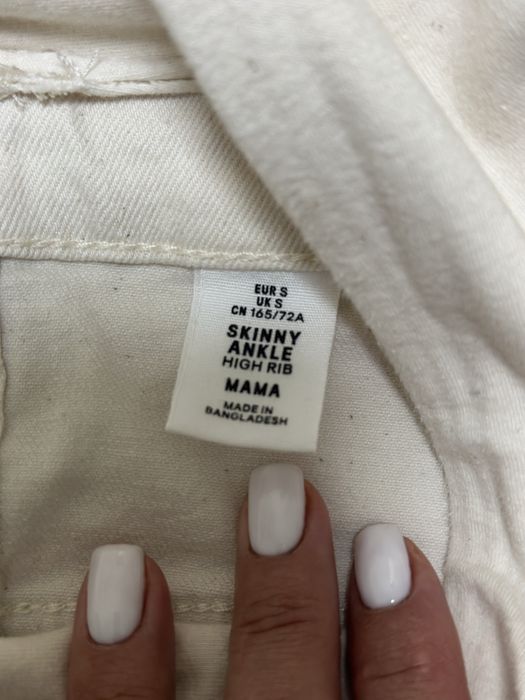 EUR S
UK S
CN 165/72A
SKINNY
ANKLE
HIGH RIB
MAMA
MADE IN
BANGLADESH